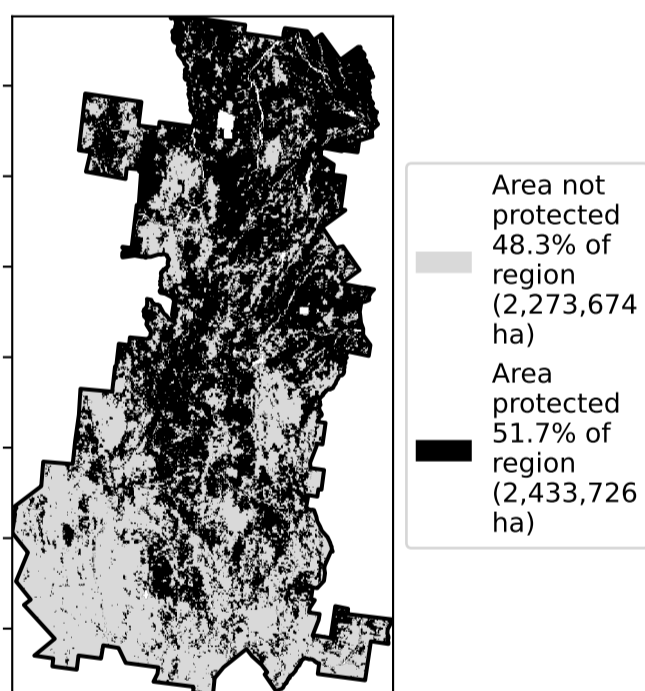 Area not
protected
48.3% of
region
(2,273,674
ha)
Area
protected
51.7% of
region
(2,433,726
ha)